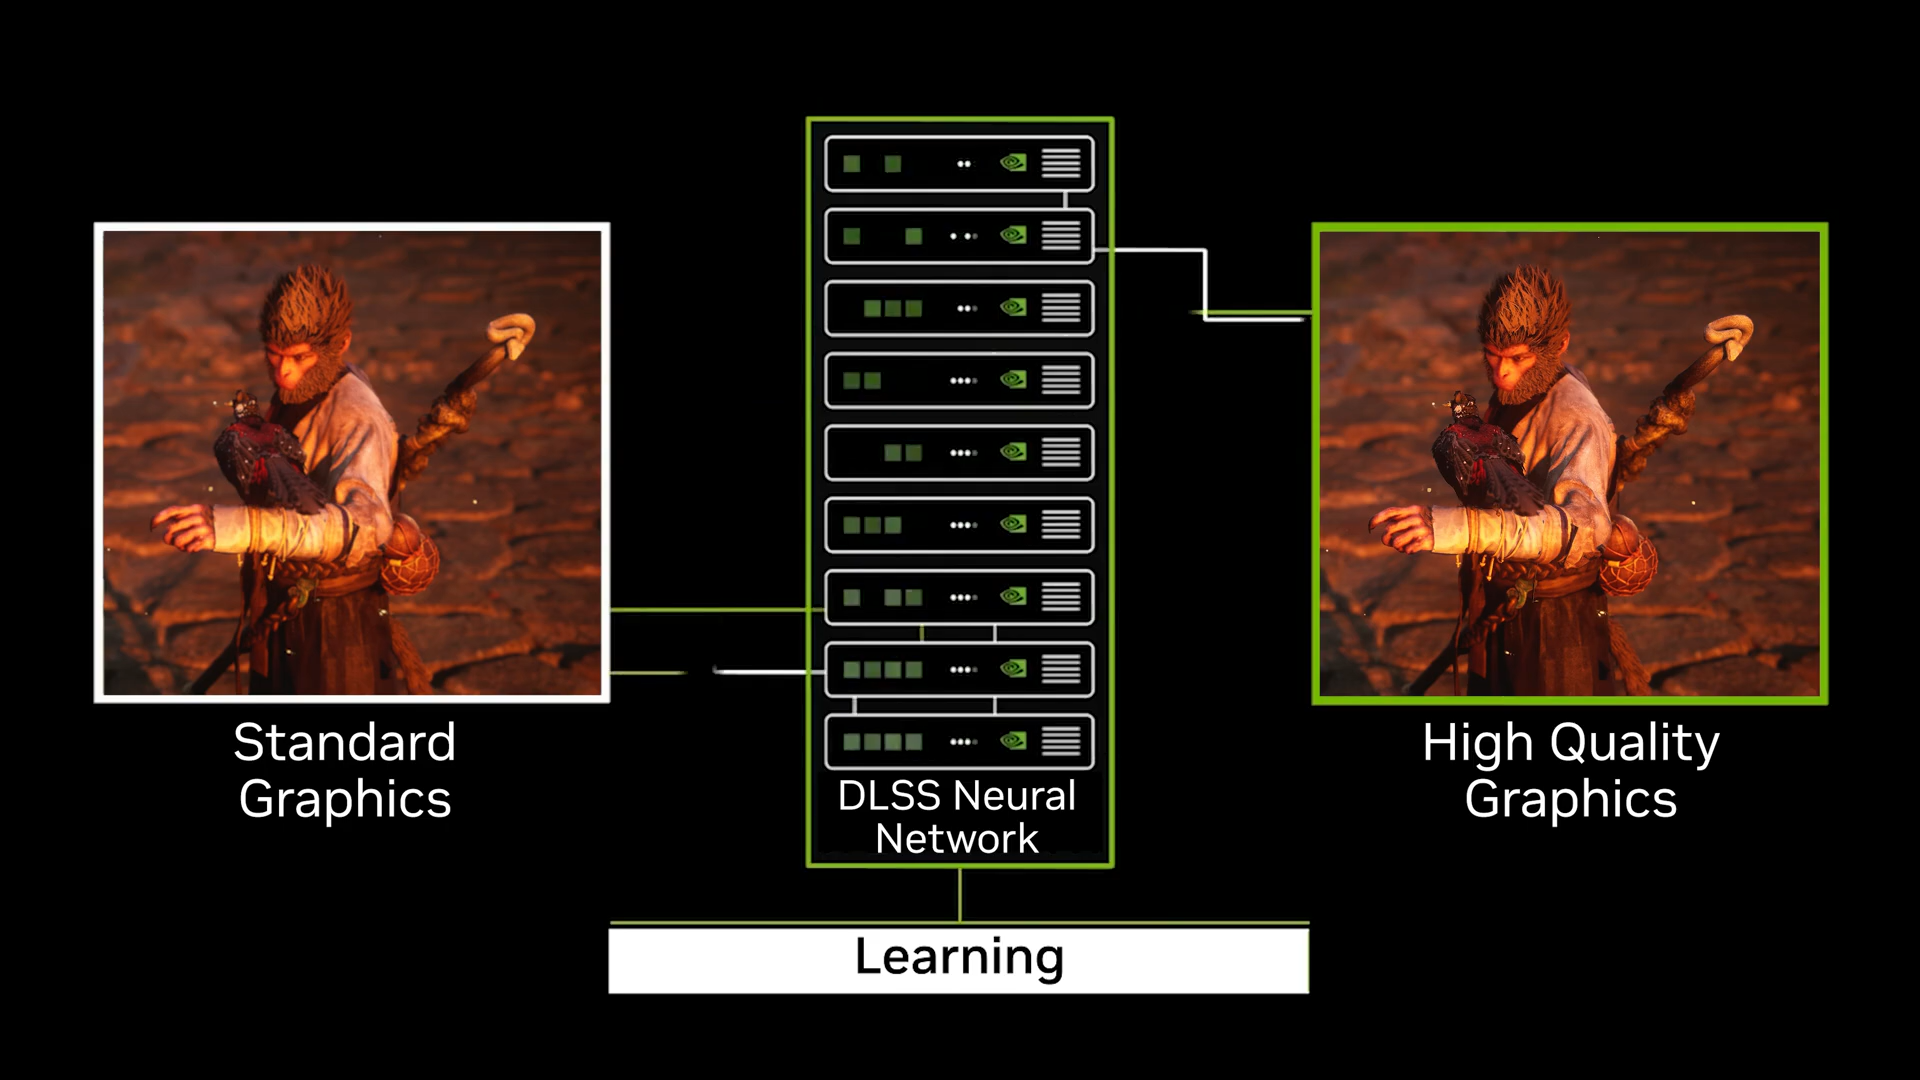 Standard
Graphics
DLSS Neural
Network
High Quality
Graphics
Learning